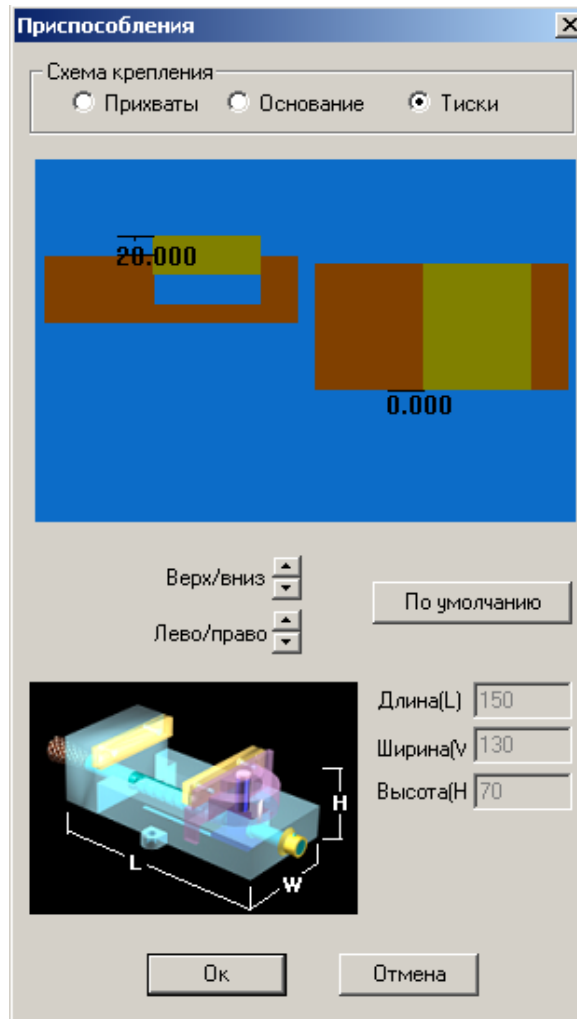 Приспособления
Схема крепления
Прихваты Основание Тиски
20.000
0.000
Верх/вниз
По умолчанию
Лево/право
Длина(L) 150
Ширина(V 130
Высота(H 70
H
L
W
Ок Отмена